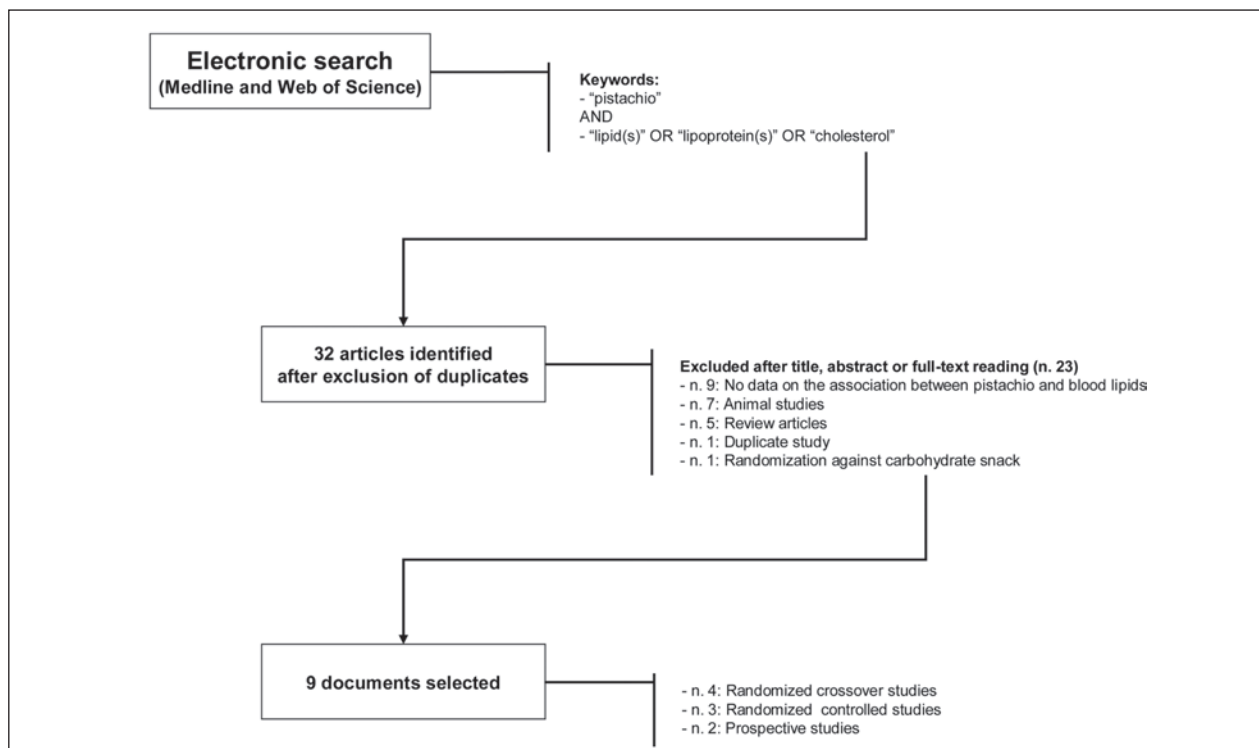 Electronic search
(Medline and Web of Science)
Keywords:
- “pistachio”
AND
- “lipid(s)” OR “lipoprotein(s)” OR “cholesterol”
32 articles identified
after exclusion of duplicates
Excluded after title, abstract or full-text reading (n. 23)
- n. 9: No data on the association between pistachio and blood lipids
- n. 7: Animal studies
- n. 5: Review articles
- n. 1: Duplicate study
- n. 1: Randomization against carbohydrate snack
9 documents selected
- n. 4: Randomized crossover studies
- n. 3: Randomized controlled studies
- n. 2: Prospective studies